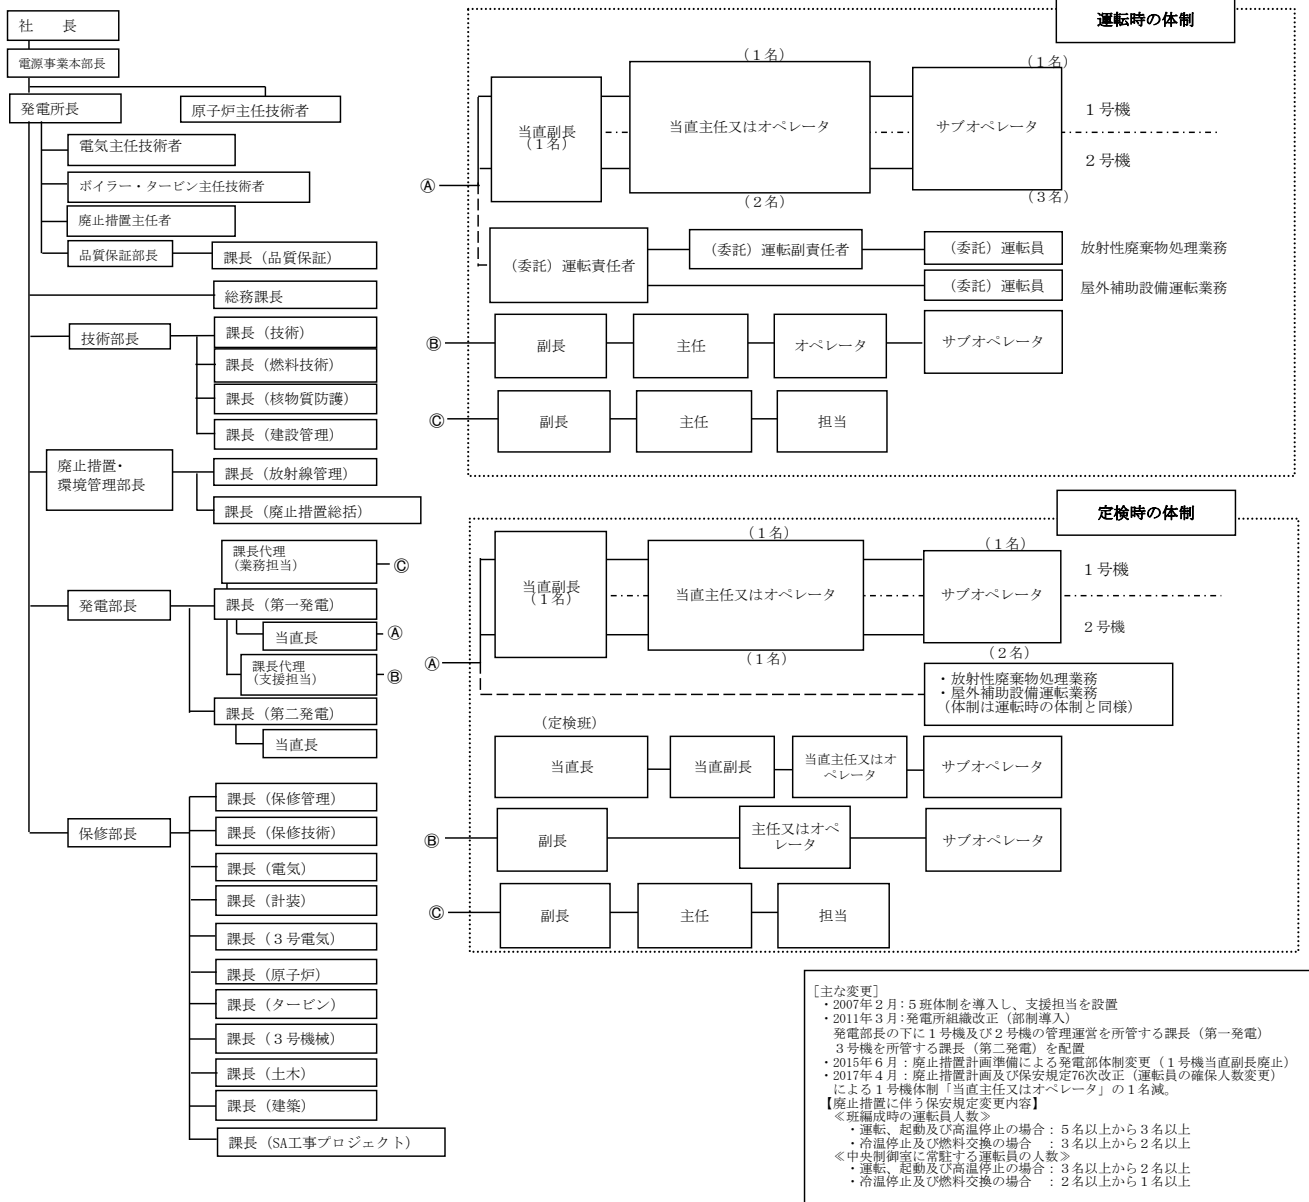 社　　長
電源事業本部長
発電所長
原子炉主任技術者
電気主任技術者
ボイラー・タービン主任技術者
廃止措置主任者
品質保証部長
課長（品質保証）
総務課長
技術部長
課長（技術）
課長（燃料技術）
課長（核物質防護）
課長（建設管理）
廃止措置・
環境管理部長
課長（放射線管理）
課長（廃止措置総括）
発電部長
課長代理
（業務担当）
Ⓒ
課長（第一発電）
当直長
Ⓐ
課長代理
（支援担当）
Ⓑ
課長（第二発電）
当直長
保修部長
課長（保修管理）
課長（保修技術）
課長（電気）
課長（計装）
課長（３号電気）
課長（原子炉）
課長（タービン）
課長（３号機械）
課長（土木）
課長（建築）
課長（SA工事プロジェクト）
運転時の体制
Ⓐ
当直副長
（１名）
（１名）
当直主任又はオペレータ
（２名）
（１名）
サブオペレータ
（３名）
１号機
２号機
（委託）運転責任者
（委託）運転副責任者
（委託）運転員
放射性廃棄物処理業務
（委託）運転員
屋外補助設備運転業務
Ⓑ
副長
主任
オペレータ
サブオペレータ
Ⓒ
副長
主任
担当
定検時の体制
Ⓐ
当直副長
（１名）
（１名）
当直主任又はオペレータ
（１名）
（１名）
サブオペレータ
（２名）
１号機
２号機
・放射性廃棄物処理業務
・屋外補助設備運転業務
（体制は運転時の体制と同様）
（定検班）
当直長
当直副長
当直主任又はオ
ペレータ
サブオペレータ
Ⓑ
副長
主任又はオペ
レータ
サブオペレータ
Ⓒ
副長
主任
担当
［主な変更］
・2007年２月：５班体制を導入し、支援担当を設置
・2011年３月：発電所組織改正（部制導入）
発電部長の下に１号機及び２号機の管理運営を所管する課長（第一発電）
３号機を所管する課長（第二発電）を配置
・2015年６月：廃止措置計画準備による発電部体制変更（１号機当直副長廃止）
・2017年４月：廃止措置計画及び保安規定76次改正（運転員の確保人数変更）
による１号機体制「当直主任又はオペレータ」の１名減。
【廃止措置に伴う保安規定変更内容】
≪班編成時の運転員人数≫
・運転、起動及び高温停止の場合：５名以上から３名以上
・冷温停止及び燃料交換の場合　：３名以上から２名以上
≪中央制御室に常駐する運転員の人数≫
・運転、起動及び高温停止の場合：３名以上から２名以上
・冷温停止及び燃料交換の場合　：２名以上から１名以上